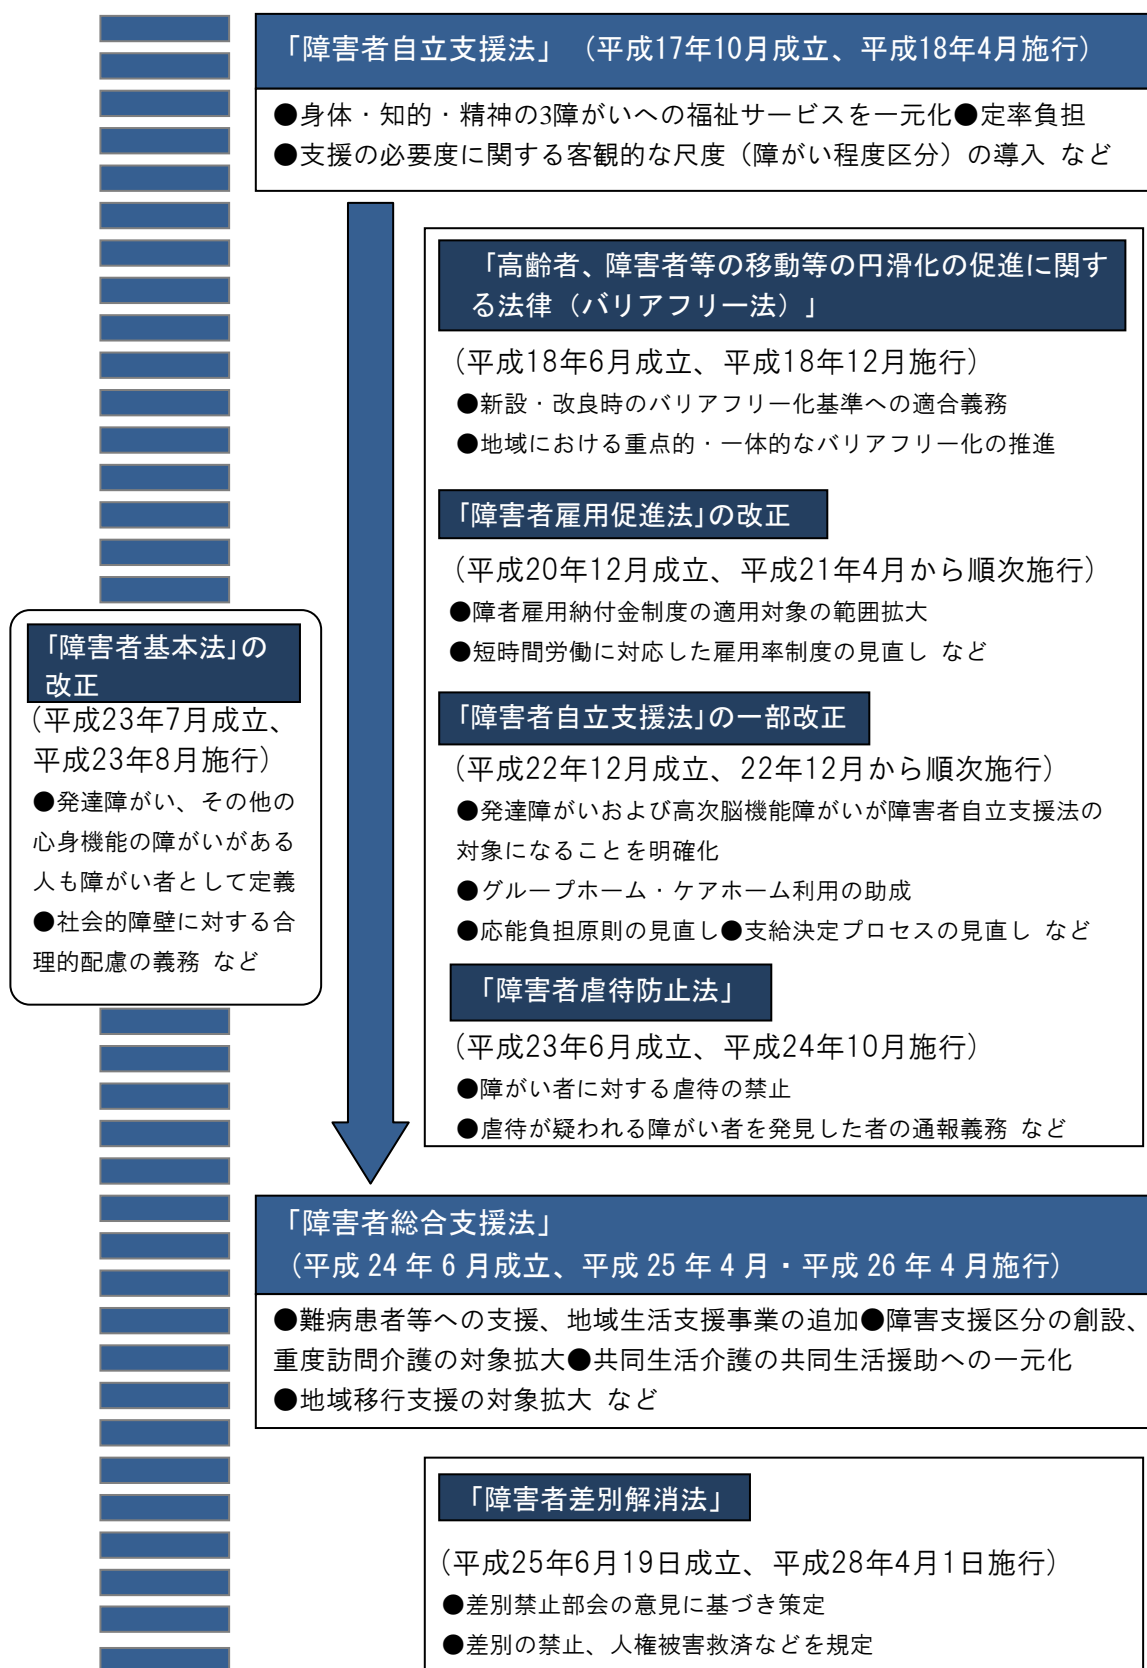 「障害者自立支援法」（平成17年10月成立、平成18年4月施行）
●身体・知的・精神の3障がいへの福祉サービスを一元化●定率負担
●支援の必要度に関する客観的な尺度（障がい程度区分）の導入 など
「高齢者、障害者等の移動等の円滑化の促進に関す
る法律（バリアフリー法）」
（平成18年6月成立、平成18年12月施行）
●新設・改良時のバリアフリー化基準への適合義務
●地域における重点的・一体的なバリアフリー化の推進
「障害者雇用促進法」の改正
（平成20年12月成立、平成21年4月から順次施行）
●障者雇用納付金制度の適用対象の範囲拡大
●短時間労働に対応した雇用率制度の見直し など
「障害者基本法」の
改正
（平成23年7月成立、
平成23年8月施行）
●発達障がい、その他の
心身機能の障がいがある
人も障がい者として定義
●社会的障壁に対する合
理的配慮の義務 など
「障害者自立支援法」の一部改正
（平成22年12月成立、22年12月から順次施行）
●発達障がいおよび高次脳機能障がいが障害者自立支援法の
対象になることを明確化
●グループホーム・ケアホーム利用の助成
●応能負担原則の見直し●支給決定プロセスの見直し など
「障害者虐待防止法」
（平成23年6月成立、平成24年10月施行）
●障がい者に対する虐待の禁止
●虐待が疑われる障がい者を発見した者の通報義務 など
「障害者総合支援法」
（平成 24 年 6 月成立、平成 25 年 4 月・平成 26 年 4 月施行）
●難病患者等への支援、地域生活支援事業の追加●障害支援区分の創設、
重度訪問介護の対象拡大●共同生活介護の共同生活援助への一元化
●地域移行支援の対象拡大 など
「障害者差別解消法」
（平成25年6月19日成立、平成28年4月1日施行）
●差別禁止部会の意見に基づき策定
●差別の禁止、人権被害救済などを規定